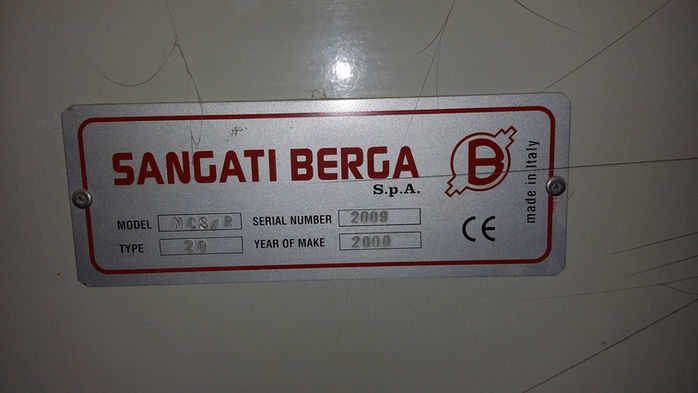 SANGATI BERGA
S.p.A.
B
made in Italy
MODEL MCS/R SERIAL NUMBER 2009
TYPE 20 YEAR OF MAKE 2000
CE